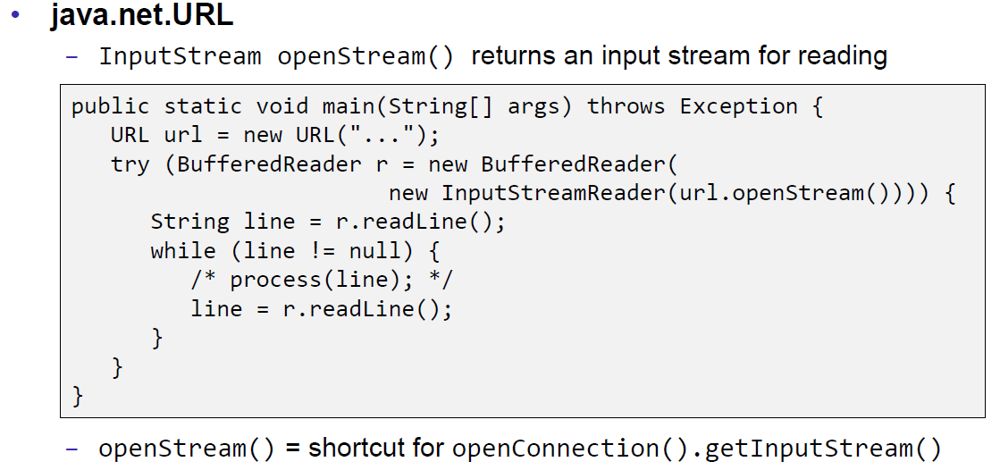 • java.net.URL
– InputStream openStream() returns an input stream for reading
public static void main(String[] args) throws Exception {
   URL url = new URL("...");
   try (BufferedReader r = new BufferedReader(
                        new InputStreamReader(url.openStream()))) {
      String line = r.readLine();
      while (line != null) {
         /* process(line); */
         line = r.readLine();
      }
   }
}
– openStream() = shortcut for openConnection().getInputStream()